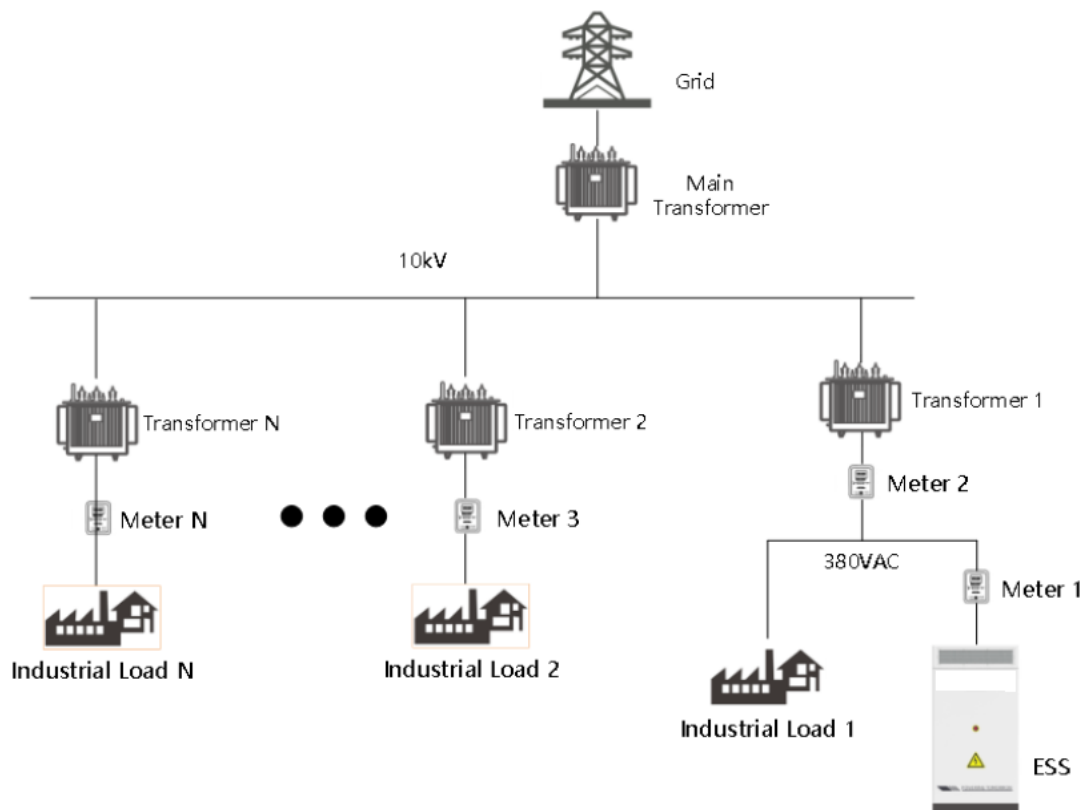 Grid
Main
Transformer
10kV
Transformer N
Transformer 2
Transformer 1
Meter N
Meter 3
Meter 2
380VAC
Meter 1
Industrial Load N
Industrial Load 2
Industrial Load 1
ESS